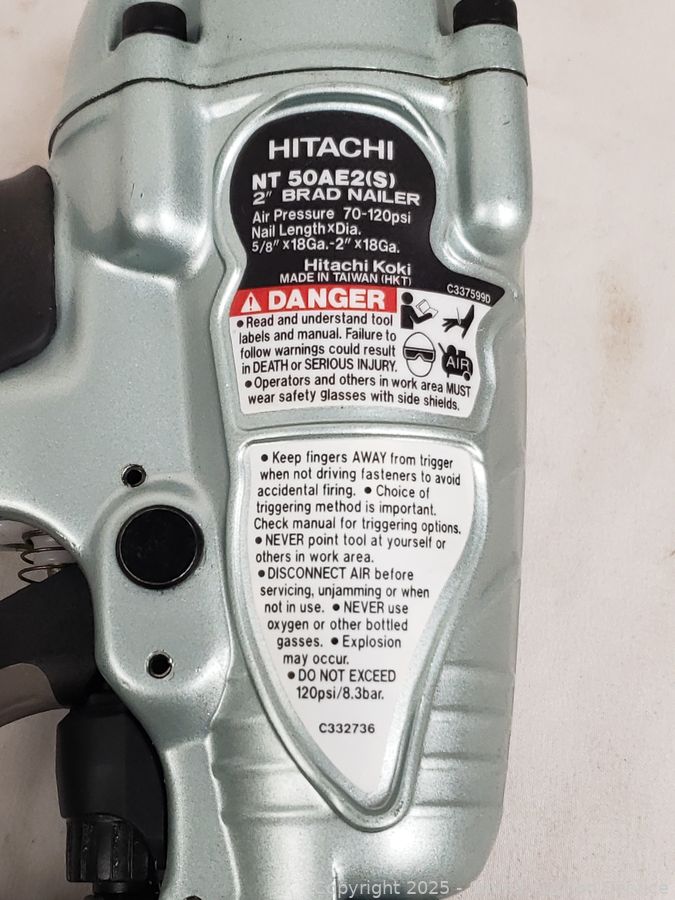 HITACHI
NT 50AE2(S)
2" BRAD NAILER
Air Pressure 70-120psi
Nail Length×Dia.
5/8" ×18Ga.-2" ×18Ga.
Hitachi Koki
MADE IN TAIWAN (HKT)
C337599D
DANGER
● Read and understand tool
labels and manual. Failure to
follow warnings could result
in DEATH or SERIOUS INJURY.
AIR
● Operators and others in work area MUST
wear safety glasses with side shields.
● Keep fingers AWAY from trigger
when not driving fasteners to avoid
accidental firing. ● Choice of
triggering method is important.
Check manual for triggering options.
● NEVER point tool at yourself or
others in work area.
● DISCONNECT AIR before
servicing, unjamming or when
not in use. ● NEVER use
oxygen or other bottled
gasses. ● Explosion
may occur.
● DO NOT EXCEED
120psi/8.3bar.
C332736
Copyright 2025 -